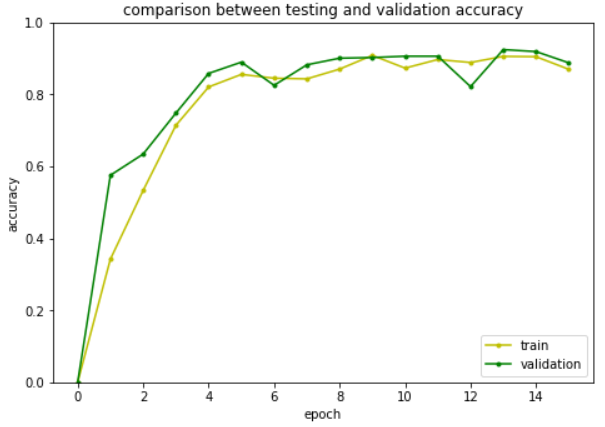 comparison between testing and validation accuracy
1.0
0.8
0.6
0.4
0.2
0.0
accuracy
train
validation
0 2 4 6 8 10 12 14
epoch